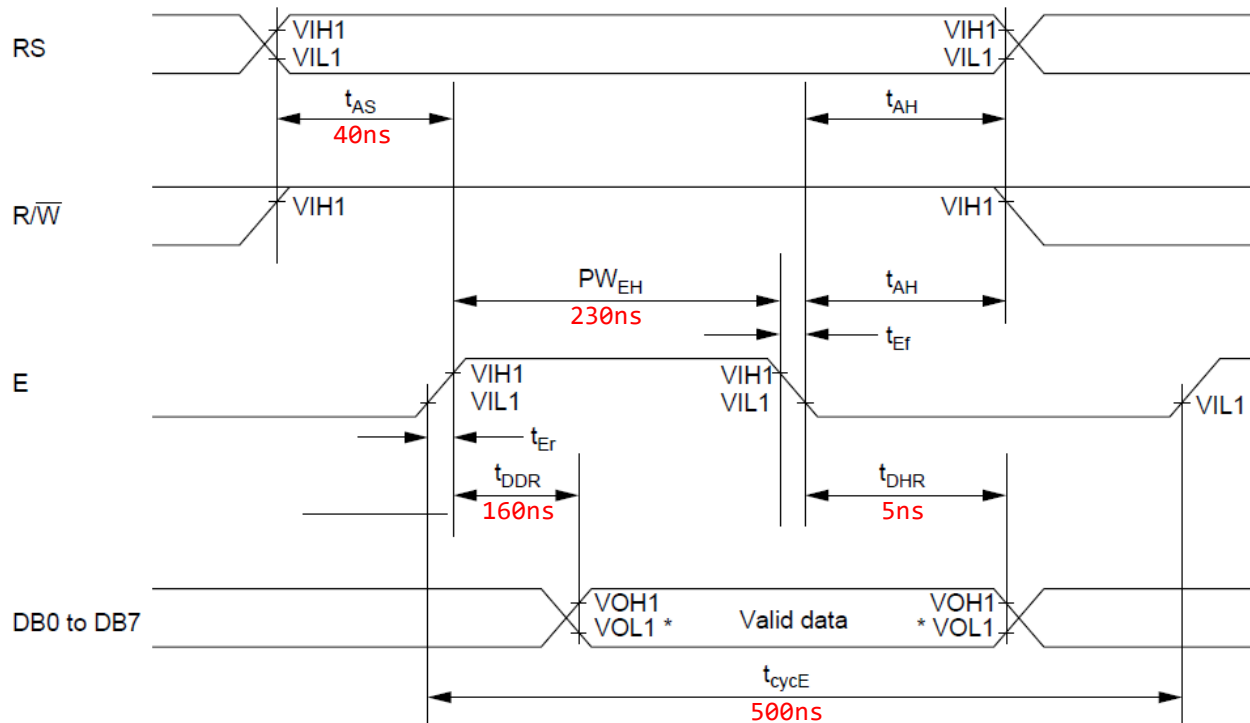 RS
VIH1
VIL1
VIH1
VIL1
tAS
40ns
tAH
R/W̅
VIH1
VIH1
PWEH
230ns
tAH
tEf
E
VIH1
VIL1
VIH1
VIL1
VIL1
tEr
tDDR
160ns
tDHR
5ns
DB0 to DB7
VOH1
VOL1 *
Valid data
VOH1
* VOL1
tcycE
500ns